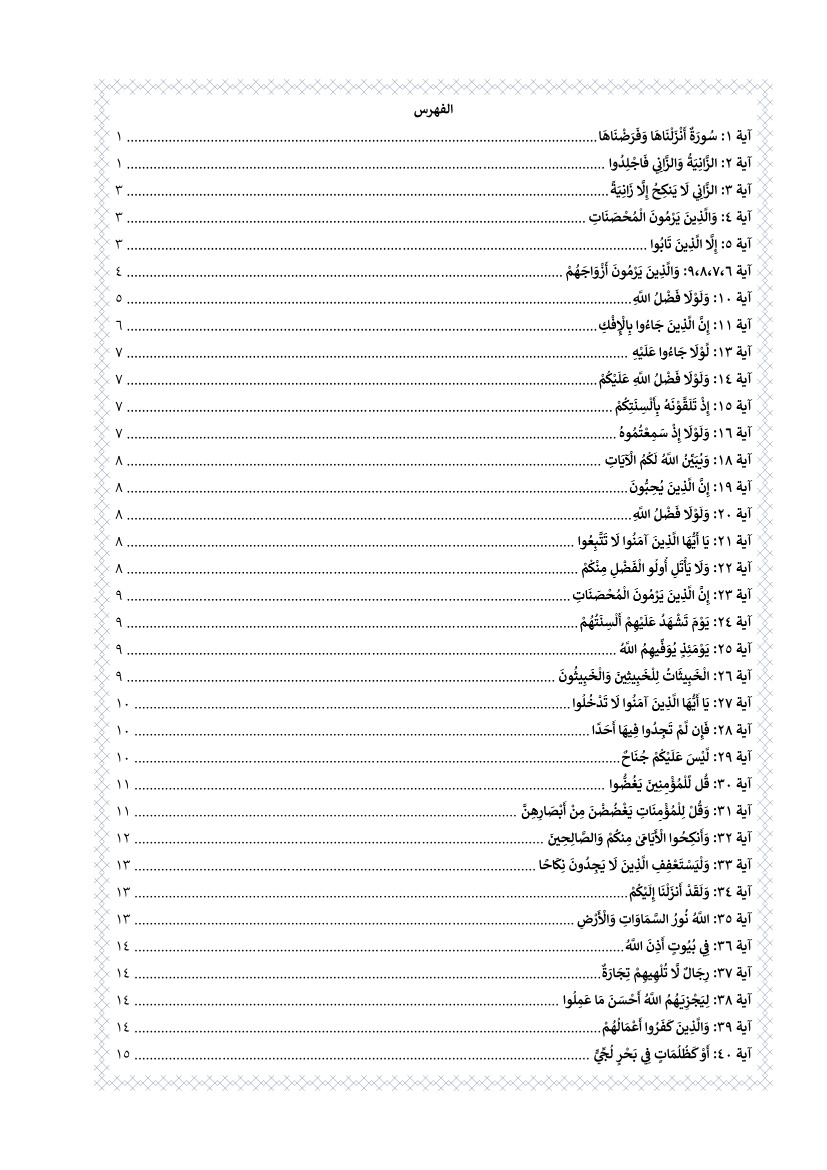 الفهرس
آية ١: سُورَةٌ أَنْزَلْنَاهَا وَفَرَضْنَاهَا ........ ١
آية ٢: الزَّانِيَةُ وَالزَّانِي فَاجْلِدُوا ........ ١
آية ٣: الزَّانِي لَا يَنكِحُ إِلَّا زَانِيَةً ........ ٣
آية ٤: وَالَّذِينَ يَرْمُونَ الْمُحْصَنَاتِ ........ ٣
آية ٥: إِلَّا الَّذِينَ تَابُوا ........ ٣
آية ٦،٧،٨،٩: وَالَّذِينَ يَرْمُونَ أَزْوَاجَهُمْ ........ ٤
آية ١٠: وَلَوْلَا فَضْلُ اللَّهِ ........ ٥
آية ١١: إِنَّ الَّذِينَ جَاءُوا بِالْإِفْكِ ........ ٦
آية ١٣: لَّوْلَا جَاءُوا عَلَيْهِ ........ ٧
آية ١٤: وَلَوْلَا فَضْلُ اللَّهِ عَلَيْكُمْ ........ ٧
آية ١٥: إِذْ تَلَقَّوْنَهُ بِأَلْسِنَتِكُمْ ........ ٧
آية ١٦: وَلَوْلَا إِذْ سَمِعْتُمُوهُ ........ ٧
آية ١٨: وَيُبَيِّنُ اللَّهُ لَكُمُ الْآيَاتِ ........ ٨
آية ١٩: إِنَّ الَّذِينَ يُحِبُّونَ ........ ٨
آية ٢٠: وَلَوْلَا فَضْلُ اللَّهِ ........ ٨
آية ٢١: يَا أَيُّهَا الَّذِينَ آمَنُوا لَا تَتَّبِعُوا ........ ٨
آية ٢٢: وَلَا يَأْتَلِ أُولُو الْفَضْلِ مِنْكُمْ ........ ٨
آية ٢٣: إِنَّ الَّذِينَ يَرْمُونَ الْمُحْصَنَاتِ ........ ٩
آية ٢٤: يَوْمَ تَشْهَدُ عَلَيْهِمْ أَلْسِنَتُهُمْ ........ ٩
آية ٢٥: يَوْمَئِذٍ يُوَفِّيهِمُ اللَّهُ ........ ٩
آية ٢٦: الْخَبِيثَاتُ لِلْخَبِيثِينَ وَالْخَبِيثُونَ ........ ٩
آية ٢٧: يَا أَيُّهَا الَّذِينَ آمَنُوا لَا تَدْخُلُوا ........ ١٠
آية ٢٨: فَإِن لَّمْ تَجِدُوا فِيهَا أَحَدًا ........ ١٠
آية ٢٩: لَّيْسَ عَلَيْكُمْ جُنَاحٌ ........ ١٠
آية ٣٠: قُل لِّلْمُؤْمِنِينَ يَغُضُّوا ........ ١١
آية ٣١: وَقُلْ لِلْمُؤْمِنَاتِ يَغْضُضْنَ مِنْ أَبْصَارِهِنَّ ........ ١١
آية ٣٢: وَأَنكِحُوا الْأَيَامَىٰ مِنكُمْ وَالصَّالِحِينَ ........ ١٢
آية ٣٣: وَلْيَسْتَعْفِفِ الَّذِينَ لَا يَجِدُونَ نِكَاحًا ........ ١٣
آية ٣٤: وَلَقَدْ أَنزَلْنَا إِلَيْكُمْ ........ ١٣
آية ٣٥: اللَّهُ نُورُ السَّمَاوَاتِ وَالْأَرْضِ ........ ١٣
آية ٣٦: فِي بُيُوتٍ أَذِنَ اللَّهُ ........ ١٤
آية ٣٧: رِجَالٌ لَّا تُلْهِيهِمْ تِجَارَةٌ ........ ١٤
آية ٣٨: لِيَجْزِيَهُمُ اللَّهُ أَحْسَنَ مَا عَمِلُوا ........ ١٤
آية ٣٩: وَالَّذِينَ كَفَرُوا أَعْمَالُهُمْ ........ ١٤
آية ٤٠: أَوْ كَظُلُمَاتٍ فِي بَحْرٍ لُّجِّيٍّ ........ ١٥